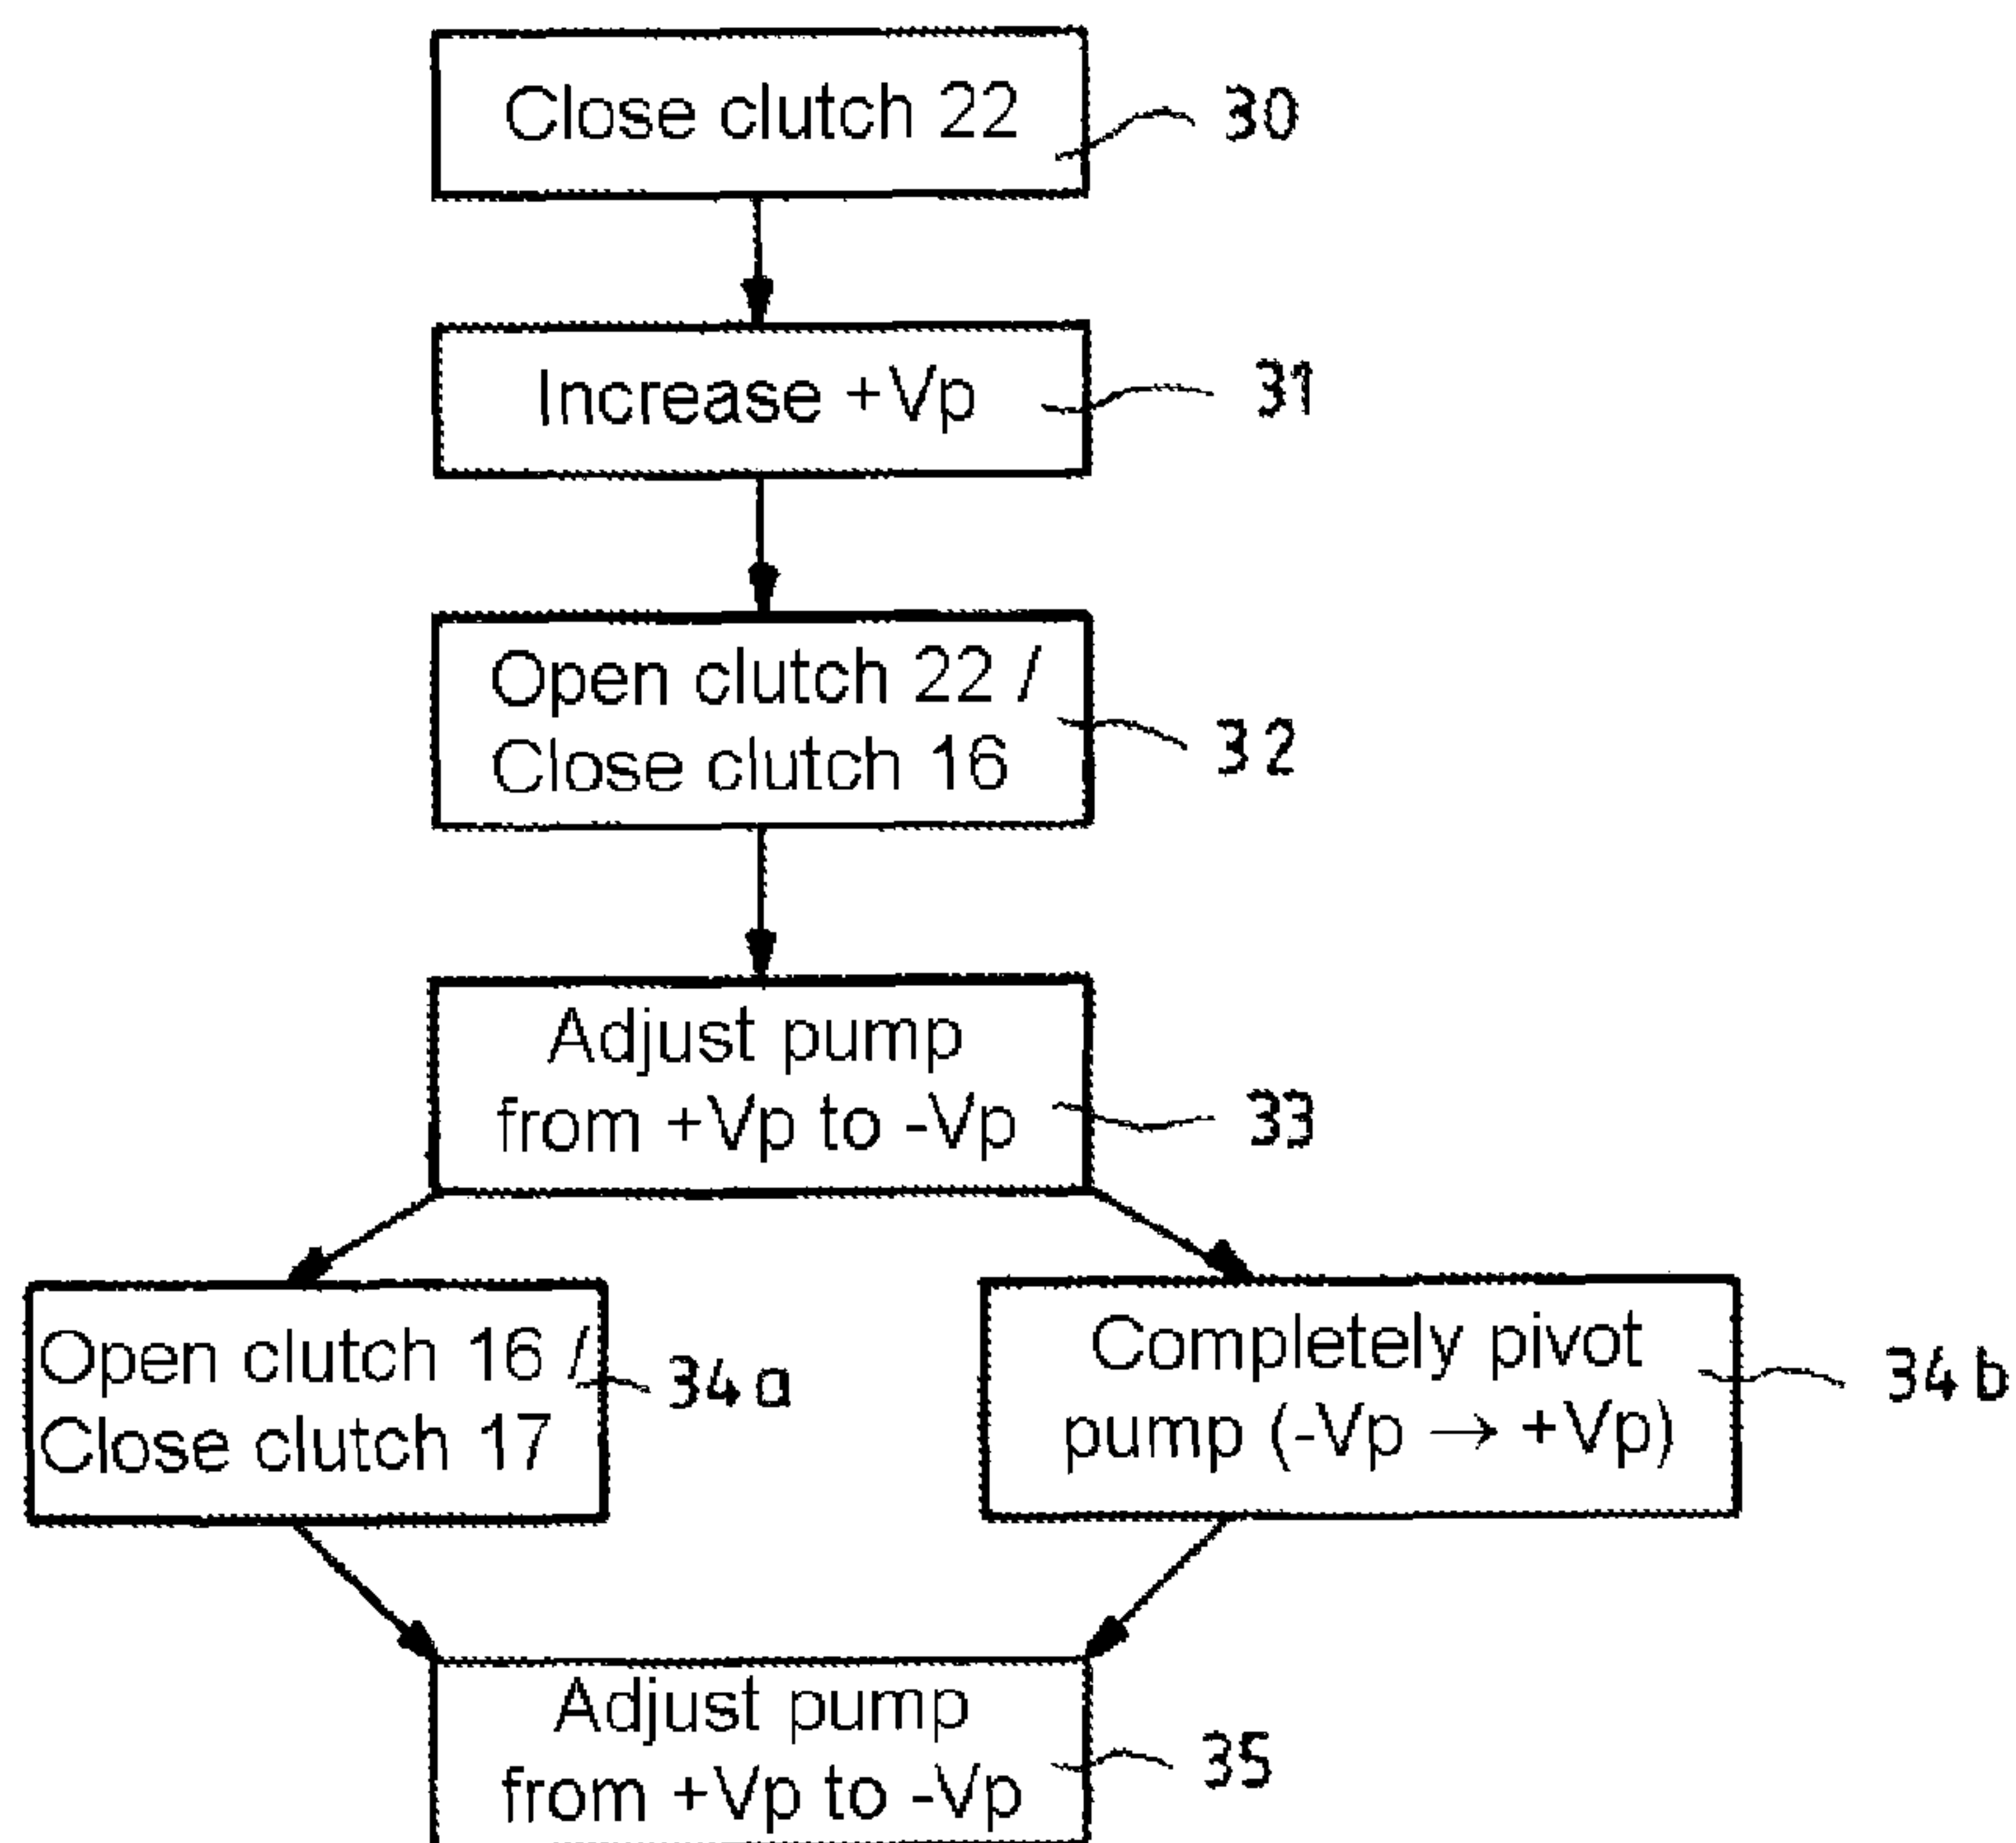 Close clutch 22
30
Increase +Vp
31
Open clutch 22 /
Close clutch 16
32
Adjust pump
from +Vp to -Vp
33
Open clutch 16 /
Close clutch 17
34a
Completely pivot
pump (-Vp → +Vp)
34b
Adjust pump
from +Vp to -Vp
35